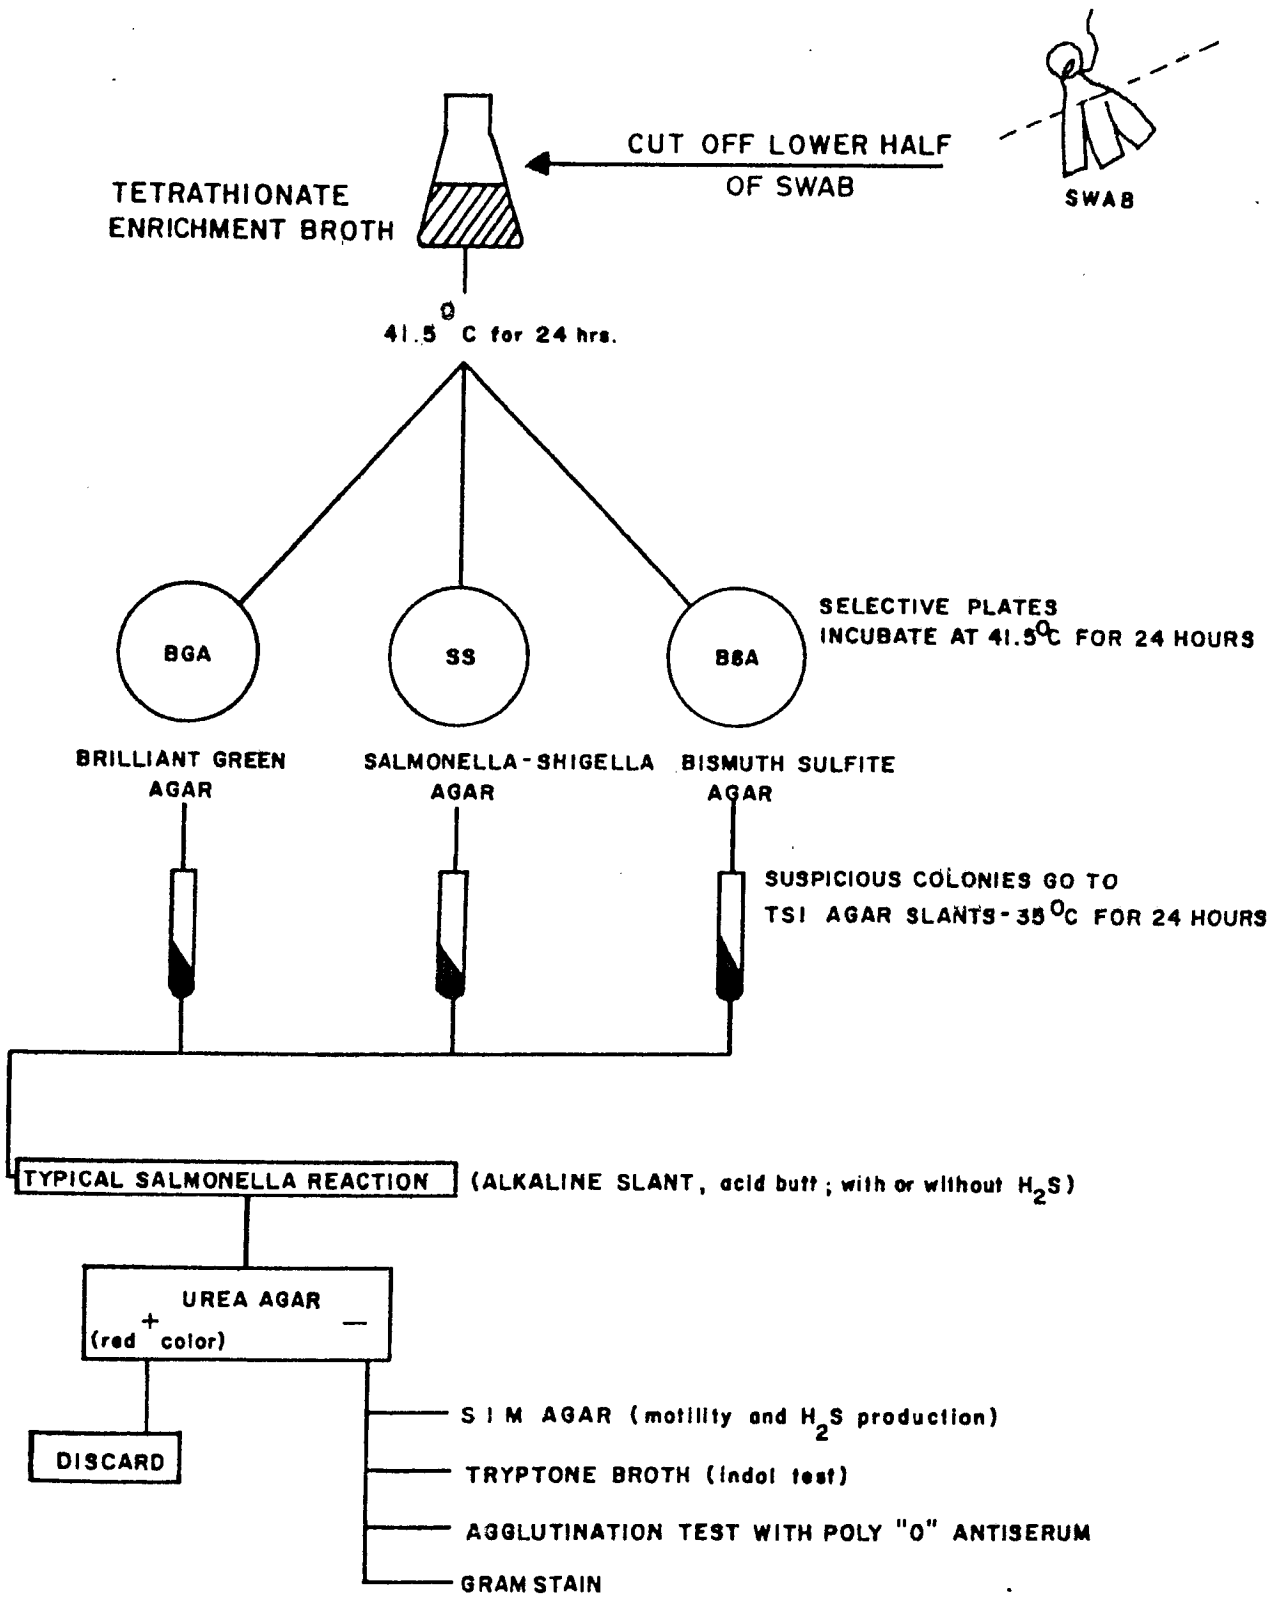 CUT OFF LOWER HALF
OF SWAB
SWAB
TETRATHIONATE
ENRICHMENT BROTH
41.5 O C for 24 hrs.
BGA
SS
BSA
SELECTIVE PLATES
INCUBATE AT 41.5OC FOR 24 HOURS
BRILLIANT GREEN
AGAR
SALMONELLA-SHIGELLA
AGAR
BISMUTH SULFITE
AGAR
SUSPICIOUS COLONIES GO TO
TSI AGAR SLANTS-35OC FOR 24 HOURS
TYPICAL SALMONELLA REACTION (ALKALINE SLANT, acid butt; with or without H2S)
UREA AGAR
+ —
(red color)
DISCARD
SIM AGAR (motility and H2S production)
TRYPTONE BROTH (indol test)
AGGLUTINATION TEST WITH POLY "O" ANTISERUM
GRAM STAIN